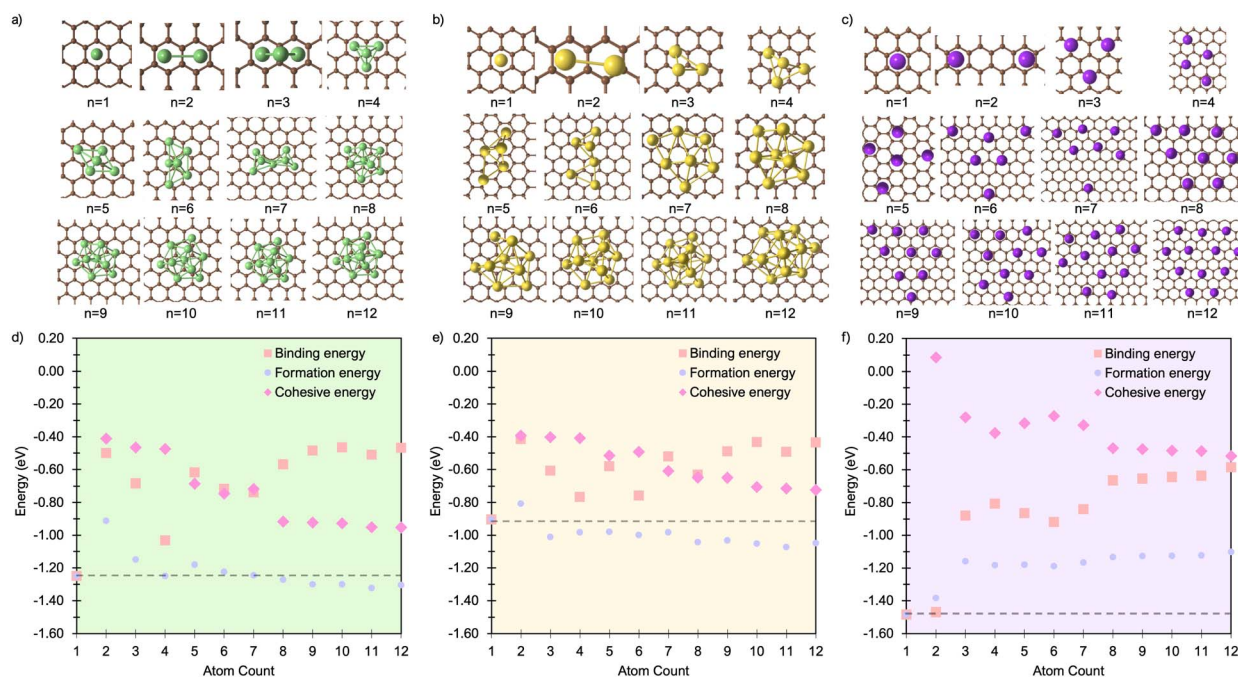 a)
n=1 n=2 n=3 n=4
n=5 n=6 n=7 n=8
n=9 n=10 n=11 n=12
b)
n=1 n=2 n=3 n=4
n=5 n=6 n=7 n=8
n=9 n=10 n=11 n=12
c)
n=1 n=2 n=3 n=4
n=5 n=6 n=7 n=8
n=9 n=10 n=11 n=12
d)
Energy (eV)
0.20
0.00
-0.20
-0.40
-0.60
-0.80
-1.00
-1.20
-1.40
-1.60
Binding energy
Formation energy
Cohesive energy
1 2 3 4 5 6 7 8 9 10 11 12
Atom Count
e)
Energy (eV)
0.20
0.00
-0.20
-0.40
-0.60
-0.80
-1.00
-1.20
-1.40
-1.60
Binding energy
Formation energy
Cohesive energy
1 2 3 4 5 6 7 8 9 10 11 12
Atom Count
f)
Energy (eV)
0.20
0.00
-0.20
-0.40
-0.60
-0.80
-1.00
-1.20
-1.40
-1.60
Binding energy
Formation energy
Cohesive energy
1 2 3 4 5 6 7 8 9 10 11 12
Atom Count